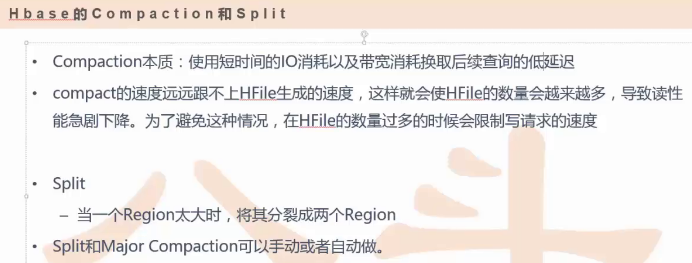 Hbase的Compaction和Split
• Compaction本质：使用短时间的IO消耗以及带宽消耗换取后续查询的低延迟
• compact的速度远远跟不上HFile生成的速度，这样就会使HFile的数量会越来越多，导致读性
能急剧下降。为了避免这种情况，在HFile的数量过多的时候会限制写请求的速度
• Split
– 当一个Region太大时，将其分裂成两个Region
• Split和Major Compaction可以手动或者自动做。